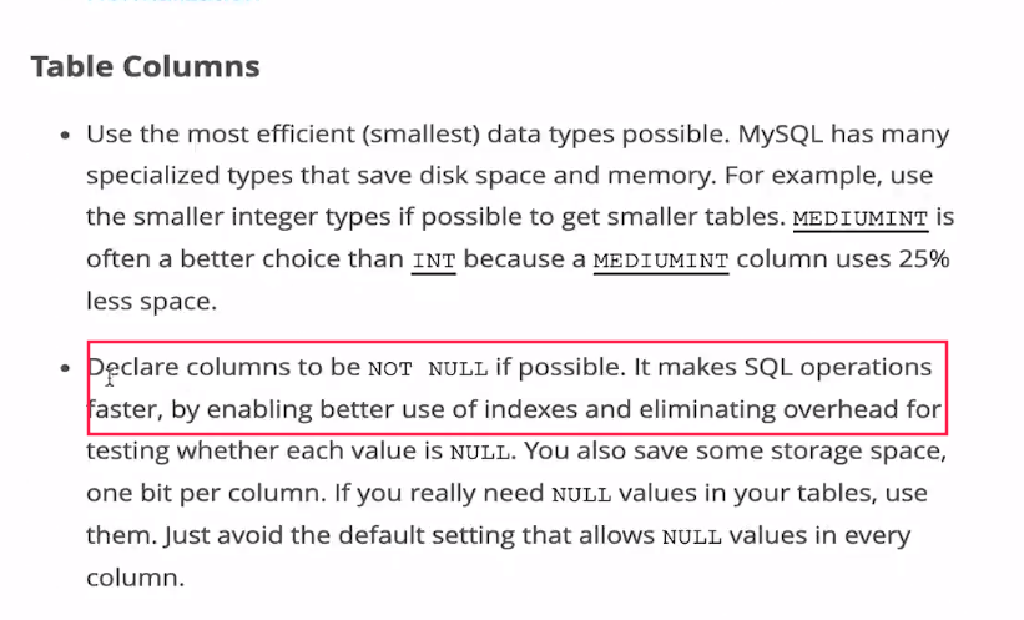 Table Columns
• Use the most efficient (smallest) data types possible. MySQL has many
specialized types that save disk space and memory. For example, use
the smaller integer types if possible to get smaller tables. MEDIUMINT is
often a better choice than INT because a MEDIUMINT column uses 25%
less space.
• Declare columns to be NOT NULL if possible. It makes SQL operations
faster, by enabling better use of indexes and eliminating overhead for
testing whether each value is NULL. You also save some storage space,
one bit per column. If you really need NULL values in your tables, use
them. Just avoid the default setting that allows NULL values in every
column.